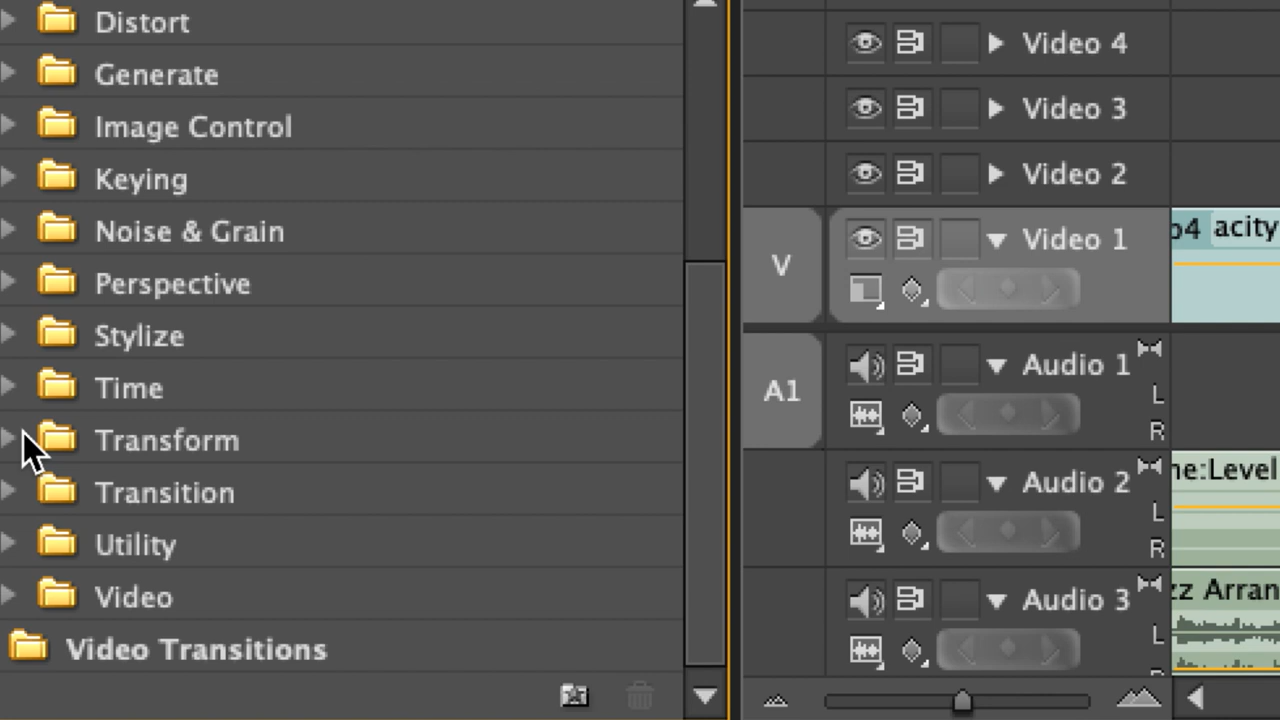 Distort
Generate
Image Control
Keying
Noise & Grain
Perspective
Stylize
Time
Transform
Transition
Utility
Video
Video Transitions
Video 4
Video 3
Video 2
V
Video 1
p4 acity
A1
Audio 1
L
R
Audio 2
L
R
ne:Level
Audio 3
L
zz Arran